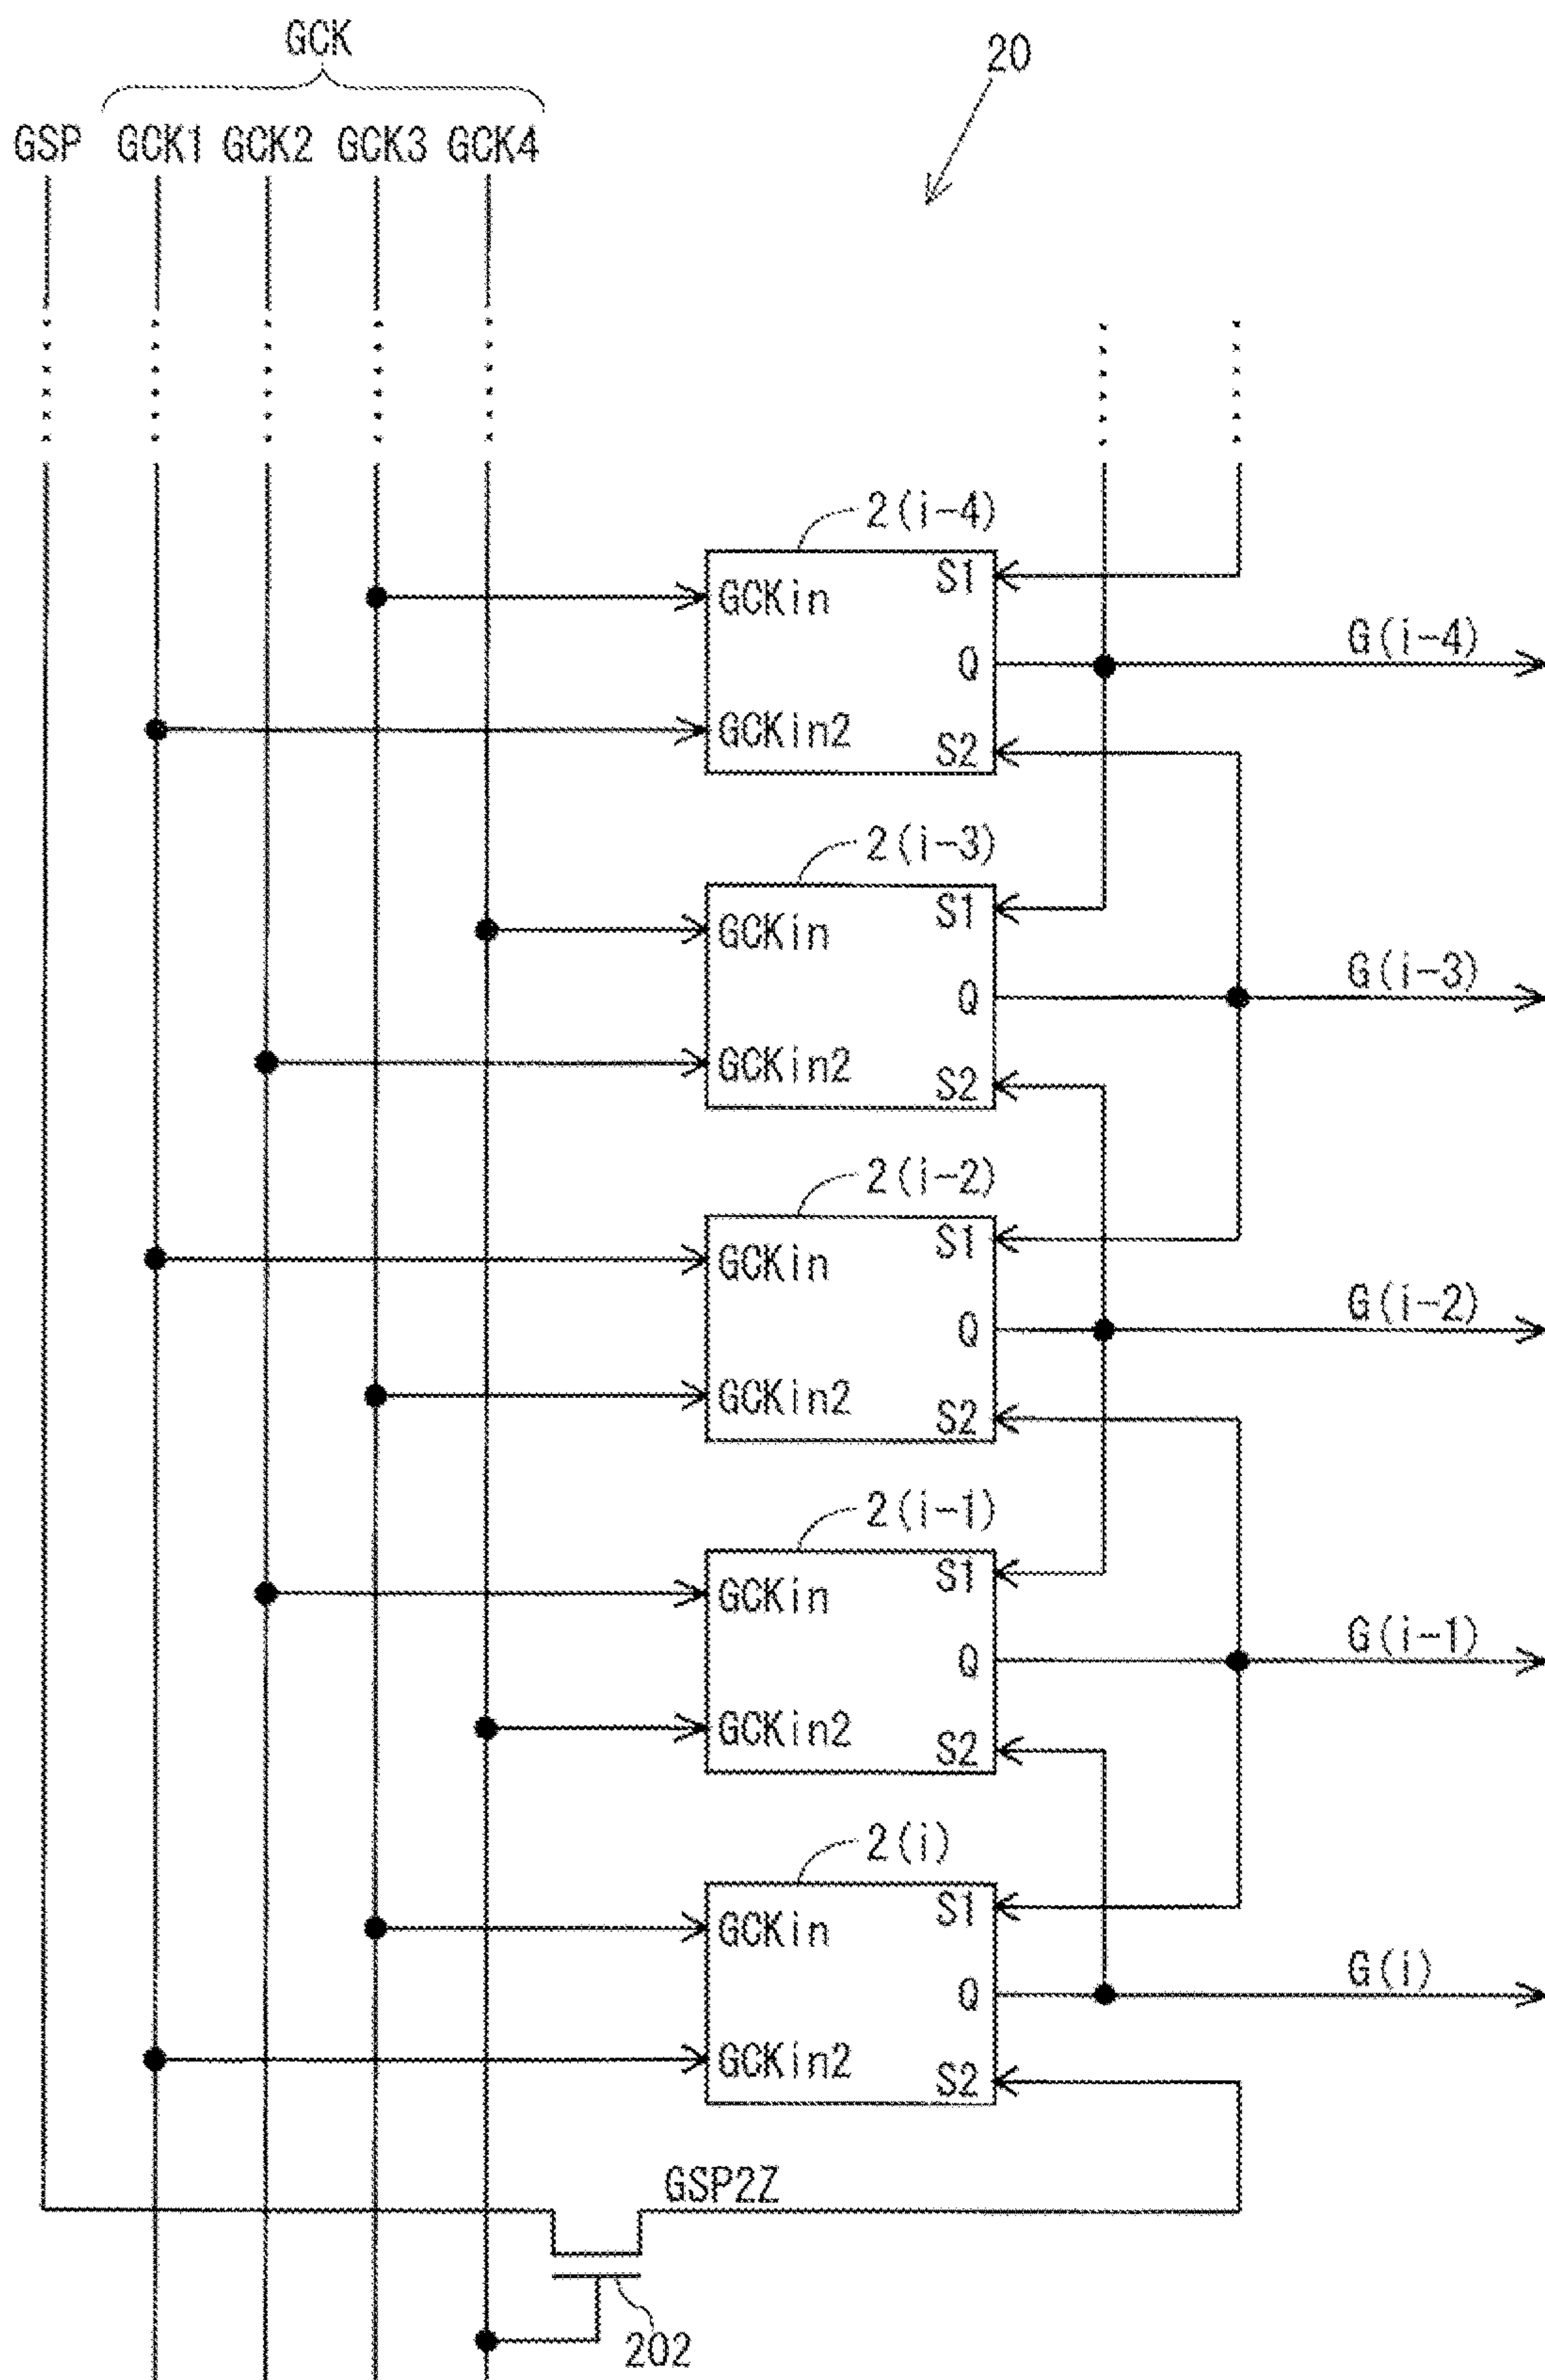 GCK
20
GSP GCK1 GCK2 GCK3 GCK4
2(i-4)
GCKin
S1
Q
G(i-4)
GCKin2
S2
2(i-3)
GCKin
S1
Q
G(i-3)
GCKin2
S2
2(i-2)
GCKin
S1
Q
G(i-2)
GCKin2
S2
2(i-1)
GCKin
S1
Q
G(i-1)
GCKin2
S2
2(i)
GCKin
S1
Q
G(i)
GCKin2
S2
GSP2Z
202